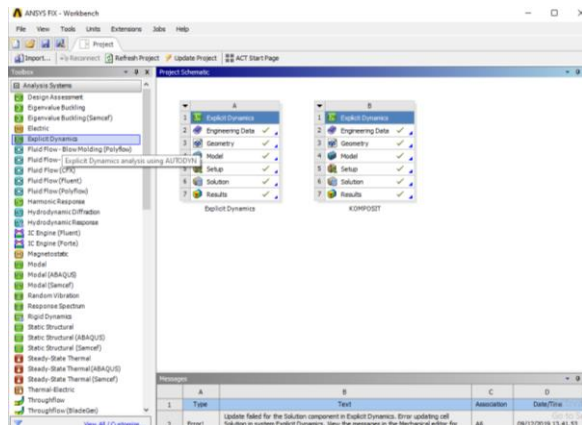 ANSYS FIX - Workbench
File View Tools Units Extensions Jobs Help
Project
Import... Reconnect Refresh Project Update Project ACT Start Page
Toolbox
Project Schematic
Analysis Systems
Design Assessment
Eigenvalue Buckling
Eigenvalue Buckling (Samcef)
Electric
Explicit Dynamics
Fluid Flow - Blow Molding (Polyflow)
Fluid Flow-
Explicit Dynamics analysis using AUTODYN
Fluid Flow (CFX)
Fluid Flow (Fluent)
Fluid Flow (Polyflow)
Harmonic Response
Hydrodynamic Diffraction
Hydrodynamic Response
IC Engine (Fluent)
IC Engine (Forte)
Magnetostatic
Modal
Modal (ABAQUS)
Modal (Samcef)
Random Vibration
Response Spectrum
Rigid Dynamics
Static Structural
Static Structural (ABAQUS)
Static Structural (Samcef)
Steady-State Thermal
Steady-State Thermal (ABAQUS)
Steady-State Thermal (Samcef)
Thermal-Electric
Throughflow
Throughflow (BladeGen)
View All / Customize
A
1 Explicit Dynamics
2 Engineering Data
3 Geometry
4 Model
5 Setup
6 Solution
7 Results
Explicit Dynamics
B
1 Explicit Dynamics
2 Engineering Data
3 Geometry
4 Model
5 Setup
6 Solution
7 Results
KOMPOSIT
Messages
A B C D
1 Type Text Association Date/Time
Update failed for the Solution component in Explicit Dynamics. Error updating cell
Error! Solution in system Explicit Dynamics. View the messages in the Mechanical editor for